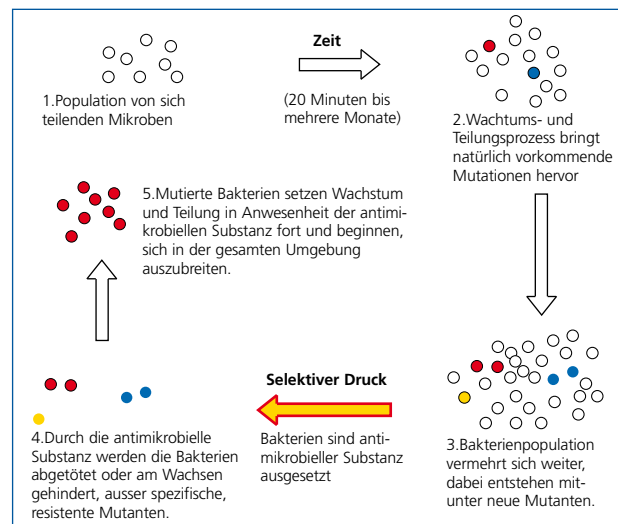 1.Population von sich
teilenden Mikroben
Zeit
(20 Minuten bis
mehrere Monate)
2.Wachtums- und
Teilungsprozess bringt
natürlich vorkommende
Mutationen hervor
3.Bakterienpopulation
vermehrt sich weiter,
dabei entstehen mit-
unter neue Mutanten.
Selektiver Druck
Bakterien sind anti-
mikrobieller Substanz
ausgesetzt
4.Durch die antimikrobielle
Substanz werden die Bakterien
abgetötet oder am Wachsen
gehindert, ausser spezifische,
resistente Mutanten.
5.Mutierte Bakterien setzen Wachstum
und Teilung in Anwesenheit der antimi-
krobiellen Substanz fort und beginnen,
sich in der gesamten Umgebung
auszubreiten.